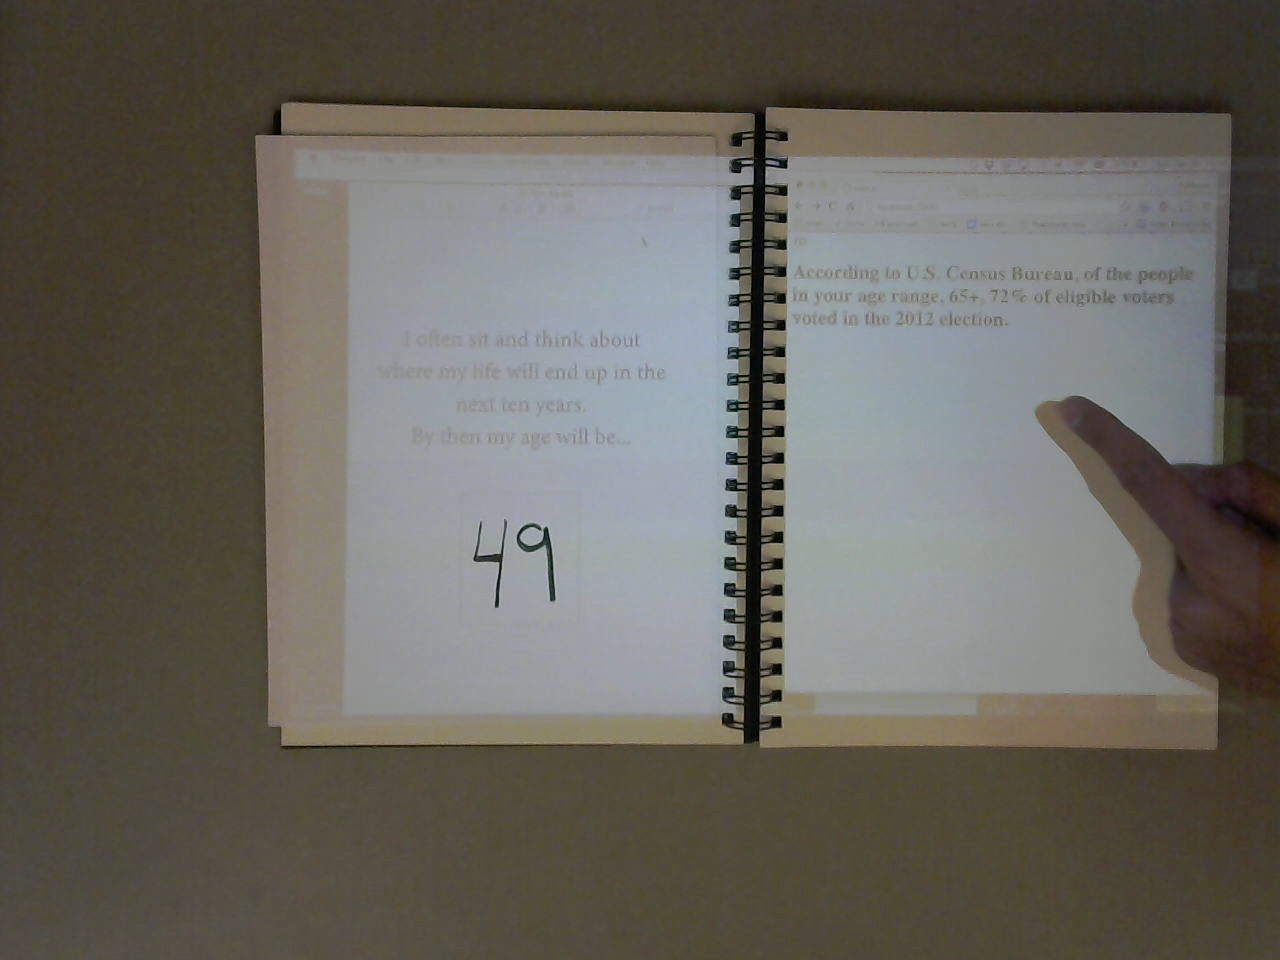 I often sit and think about
where my life will end up in the
next ten years.
By then my age will be...
49
According to U.S. Census Bureau, of the people
in your age range, 65+, 72% of eligible voters
voted in the 2012 election.